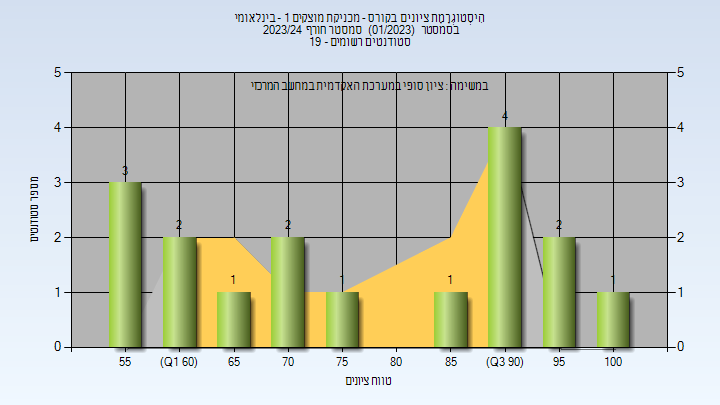 היסטוגרמת ציונים בקורס - מכניקת מוצקים 1 - בינלאומי
בסמסטר (01/2023) סמסטר חורף 2023/24
סטודנטים רשומים - 19
במשימה : ציון סופי במערכת האקדמית במחשב המרכזי
5 5
4 4
3 3
2 2
1 1
0 0
מספר סטודנטים
3 2 1 2 1 1 4 2 1
55 (Q1 60) 65 70 75 80 85 (Q3 90) 95 100
טווח ציונים